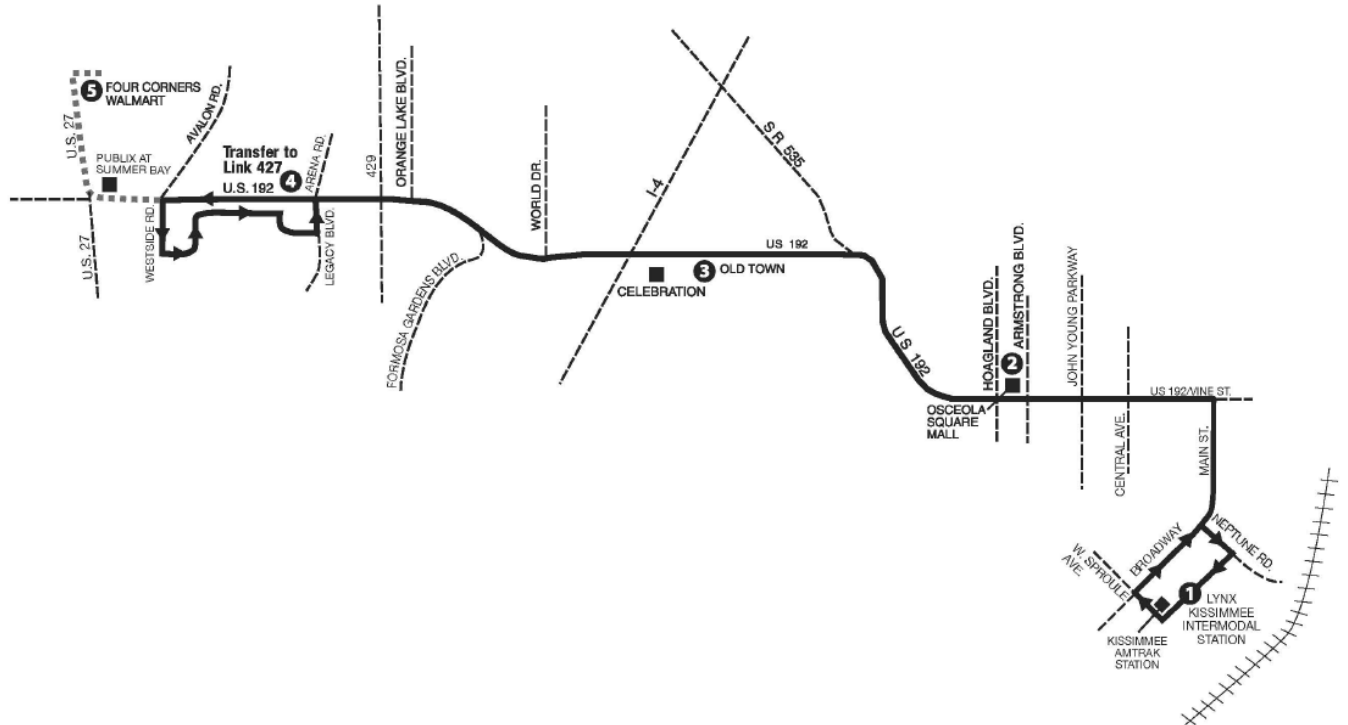 5
FOUR CORNERS
WALMART
U.S. 27
PUBLIX AT
SUMMER BAY
AVALON RD.
Transfer to
Link 427
4
U.S. 192
ARENA RD.
429
ORANGE LAKE BLVD.
U.S. 27
WESTSIDE RD.
LEGACY BLVD.
FORMOSA GARDENS BLVD.
WORLD DR.
I-4
S R 535
US 192
3
OLD TOWN
CELEBRATION
U S 192
HOAGLAND BLVD.
2
ARMSTRONG BLVD.
OSCEOLA
SQUARE
MALL
JOHN YOUNG PARKWAY
CENTRAL AVE.
US 192/VINE ST.
MAIN ST.
BROADWAY
NEPTUNE RD.
W. SPROULE
AVE.
1
LYNX
KISSIMMEE
INTERMODAL
STATION
KISSIMMEE
AMTRAK
STATION